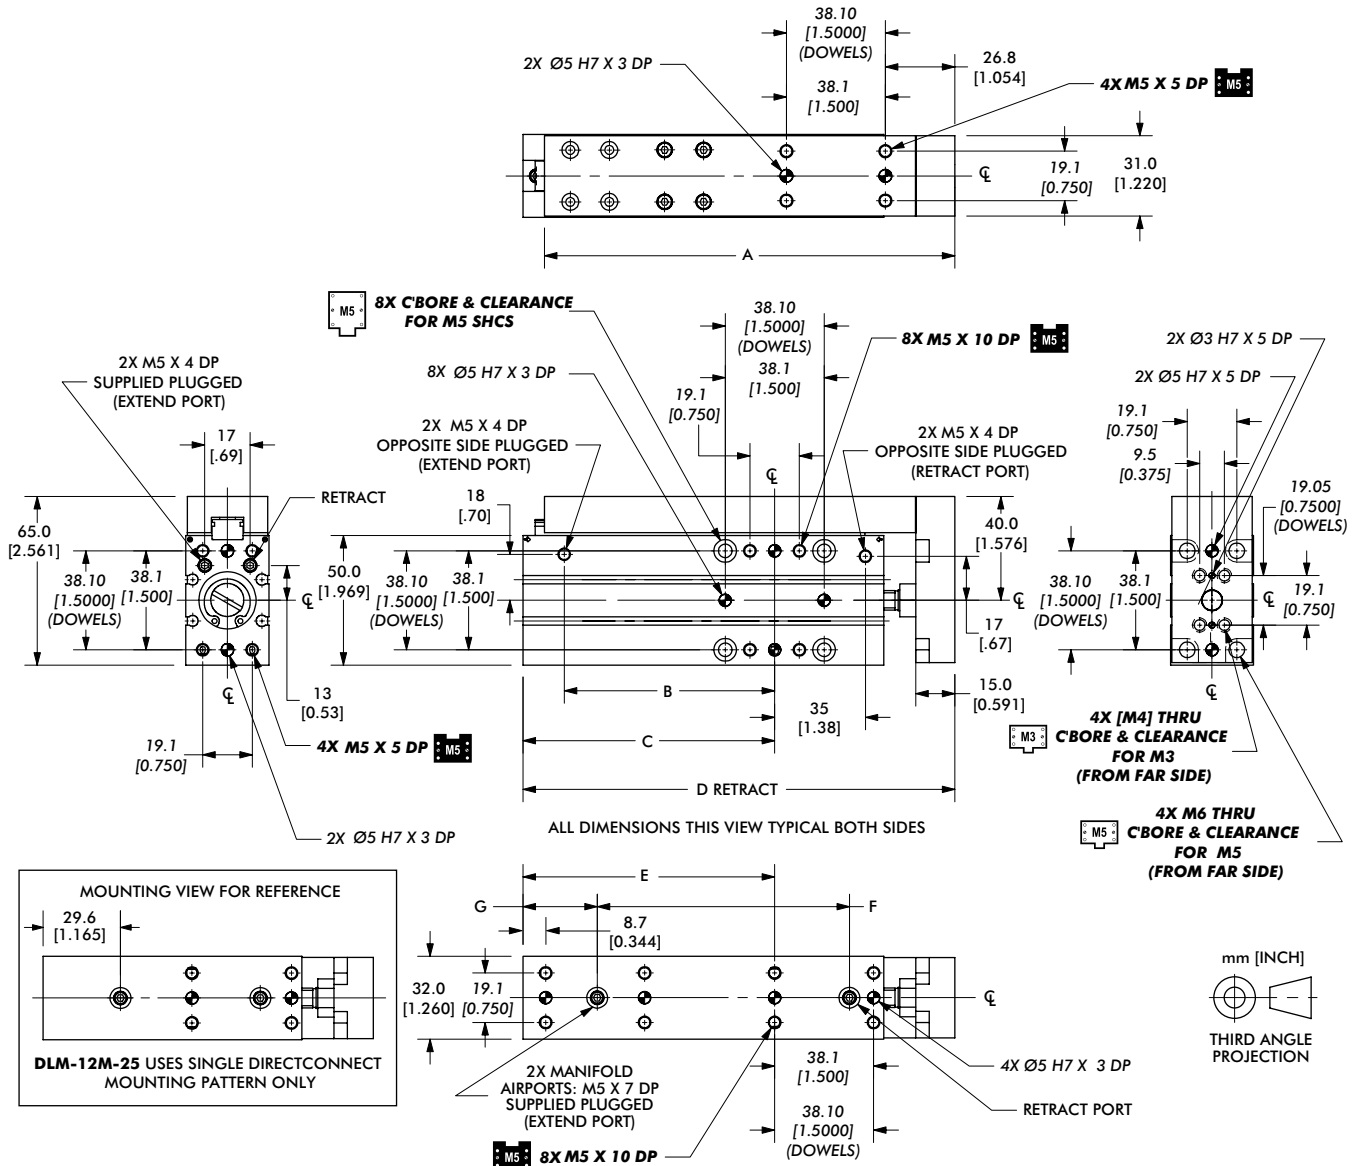 38.10
[1.5000]
(DOWELS)
2X Ø5 H7 X 3 DP
38.1
[1.500]
26.8
[1.054]
4X M5 X 5 DP M5
19.1
[0.750]
31.0
[1.220]
℄
A
M5 8X C'BORE & CLEARANCE
FOR M5 SHCS
38.10
[1.5000]
(DOWELS)
38.1
[1.500]
8X M5 X 10 DP M5
2X Ø3 H7 X 5 DP
2X Ø5 H7 X 5 DP
2X M5 X 4 DP
SUPPLIED PLUGGED
(EXTEND PORT)
8X Ø5 H7 X 3 DP
19.1
[0.750]
19.1
[0.750]
9.5
[0.375]
17
[.69]
2X M5 X 4 DP
OPPOSITE SIDE PLUGGED
(EXTEND PORT)
2X M5 X 4 DP
OPPOSITE SIDE PLUGGED
(RETRACT PORT)
℄
RETRACT
18
[.70]
65.0
[2.561]
38.10
[1.5000]
(DOWELS)
38.1
[1.500]
℄
50.0
[1.969]
38.10
[1.5000]
(DOWELS)
38.1
[1.500]
40.0
[1.576]
℄
17
[.67]
19.05
[0.7500]
(DOWELS)
38.10
[1.5000]
(DOWELS)
38.1
[1.500]
℄
19.1
[0.750]
℄
13
[0.53]
℄
B
35
[1.38]
15.0
[0.591]
C
19.1
[0.750]
4X M5 X 5 DP M5
D RETRACT
M3 4X [M4] THRU
C'BORE & CLEARANCE
FOR M3
(FROM FAR SIDE)
2X Ø5 H7 X 3 DP
ALL DIMENSIONS THIS VIEW TYPICAL BOTH SIDES
M5 4X M6 THRU
C'BORE & CLEARANCE
FOR M5
(FROM FAR SIDE)
MOUNTING VIEW FOR REFERENCE
29.6
[1.165]
DLM-12M-25 USES SINGLE DIRECTCONNECT
MOUNTING PATTERN ONLY
E
G
F
8.7
[0.344]
32.0
[1.260]
19.1
[0.750]
℄
2X MANIFOLD
AIRPORTS: M5 X 7 DP
SUPPLIED PLUGGED
(EXTEND PORT)
38.1
[1.500]
4X Ø5 H7 X 3 DP
RETRACT PORT
38.10
[1.5000]
(DOWELS)
M5 8X M5 X 10 DP
mm [INCH]
THIRD ANGLE
PROJECTION